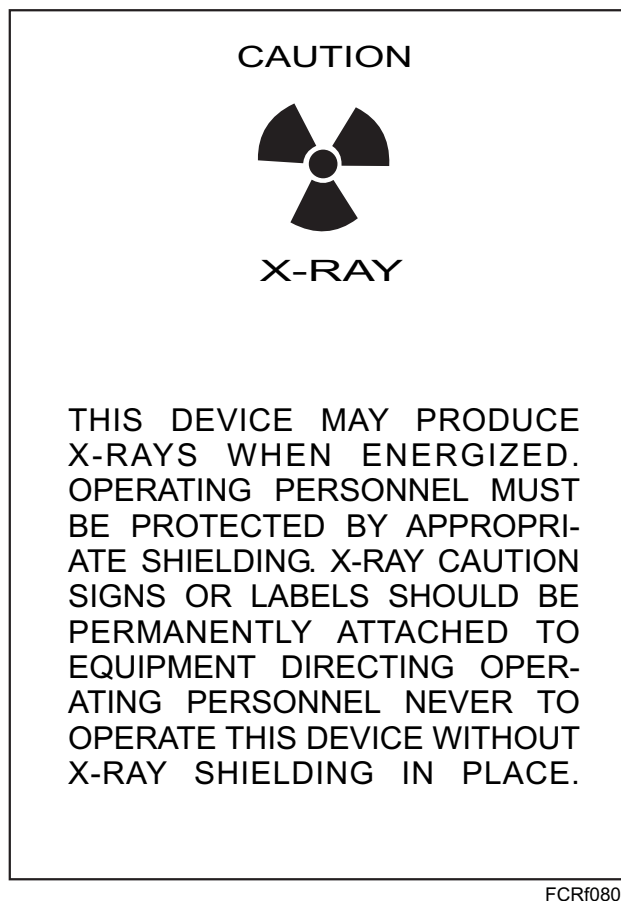 CAUTION
X-RAY
THIS DEVICE MAY PRODUCE
X-RAYS WHEN ENERGIZED.
OPERATING PERSONNEL MUST
BE PROTECTED BY APPROPRI-
ATE SHIELDING. X-RAY CAUTION
SIGNS OR LABELS SHOULD BE
PERMANENTLY ATTACHED TO
EQUIPMENT DIRECTING OPER-
ATING PERSONNEL NEVER TO
OPERATE THIS DEVICE WITHOUT
X-RAY SHIELDING IN PLACE.
FCRf080